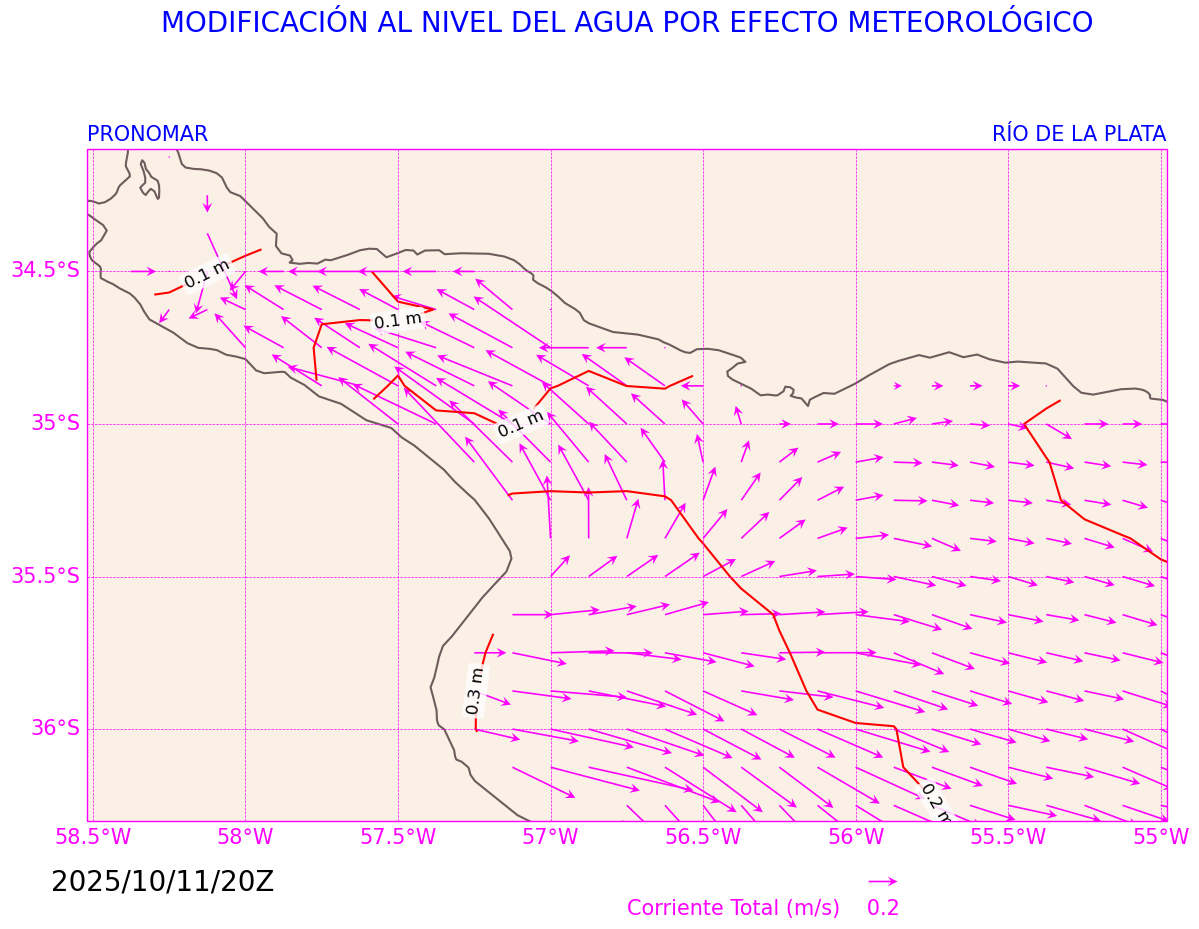 MODIFICACIÓN AL NIVEL DEL AGUA POR EFECTO METEOROLÓGICO
PRONOMAR
RÍO DE LA PLATA
34.5°S
35°S
35.5°S
36°S
0.1 m
0.1 m
0.1 m
0.3 m
0.2 m
58.5°W
58°W
57.5°W
57°W
56.5°W
56°W
55.5°W
55°W
2025/10/11/20Z
Corriente Total (m/s)
0.2